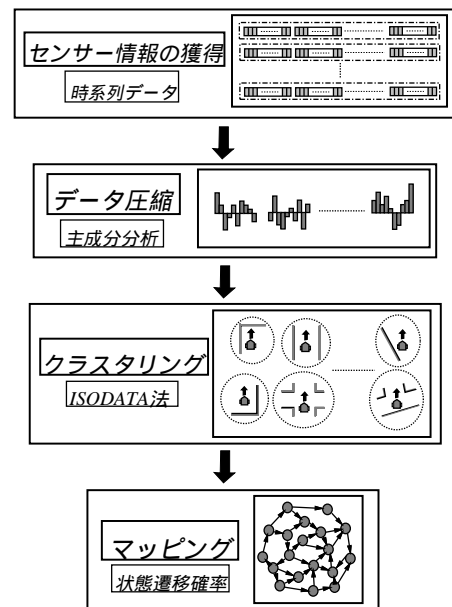 センサー情報の獲得
時系列データ
データ圧縮
主成分分析
クラスタリング
ISODATA法
マッピング
状態遷移確率